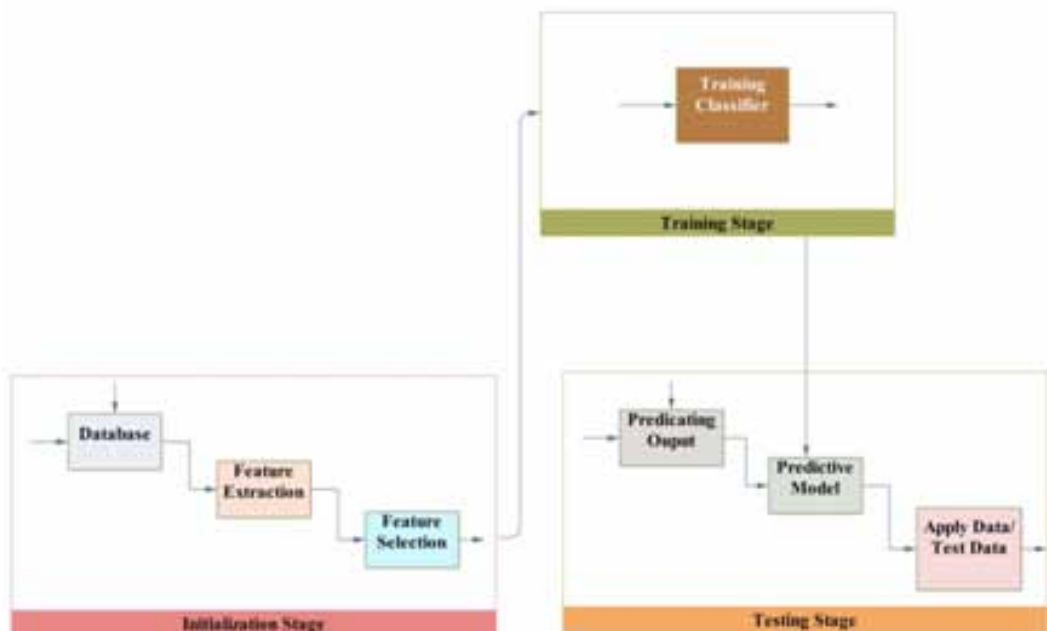 Training
Classifier
Training Stage
Database
Feature
Extraction
Feature
Selection
Initialization Stage
Predicating
Ouput
Predictive
Model
Apply Data/
Test Data
Testing Stage